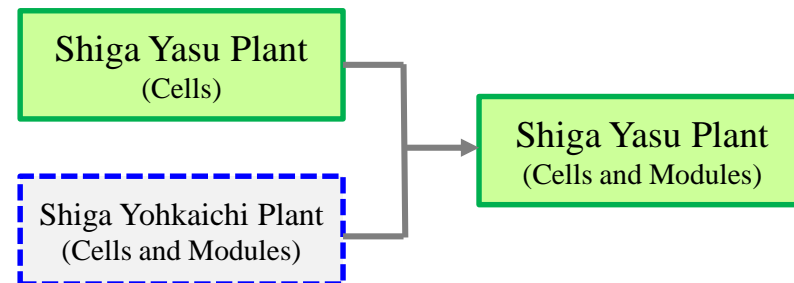 Shiga Yasu Plant
(Cells)
Shiga Yohkaichi Plant
(Cells and Modules)
Shiga Yasu Plant
(Cells and Modules)